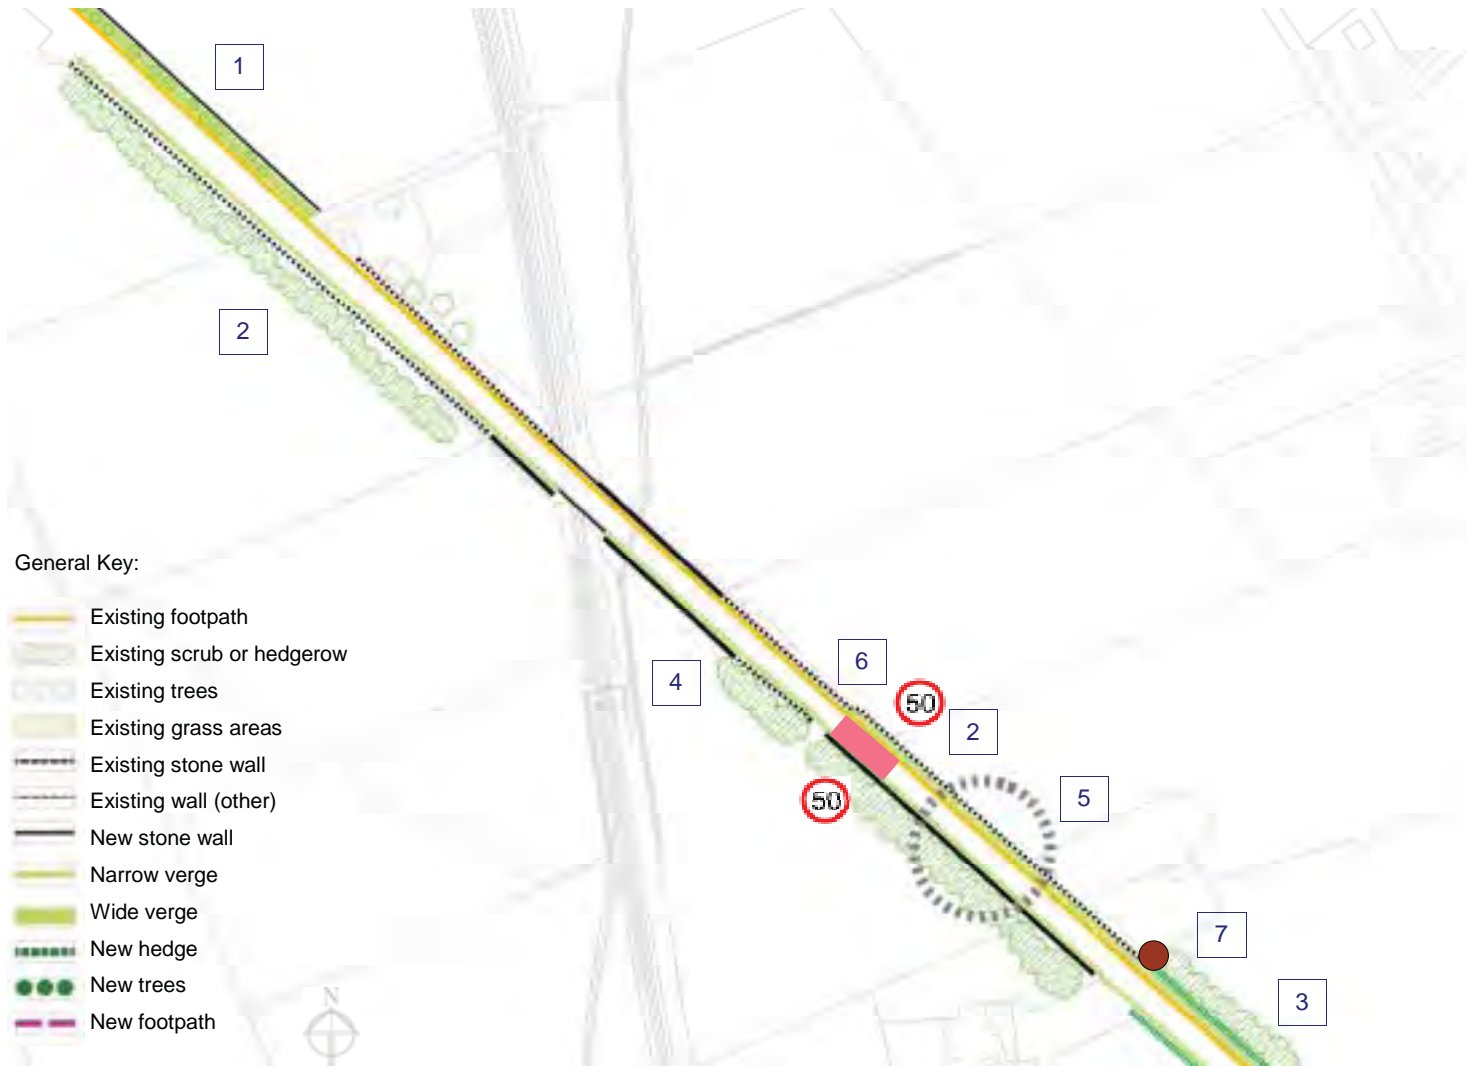 1
2
6
50
4
2
50
5
7
3
General Key:
Existing footpath
Existing scrub or hedgerow
Existing trees
Existing grass areas
Existing stone wall
Existing wall (other)
New stone wall
Narrow verge
Wide verge
New hedge
New trees
New footpath
N